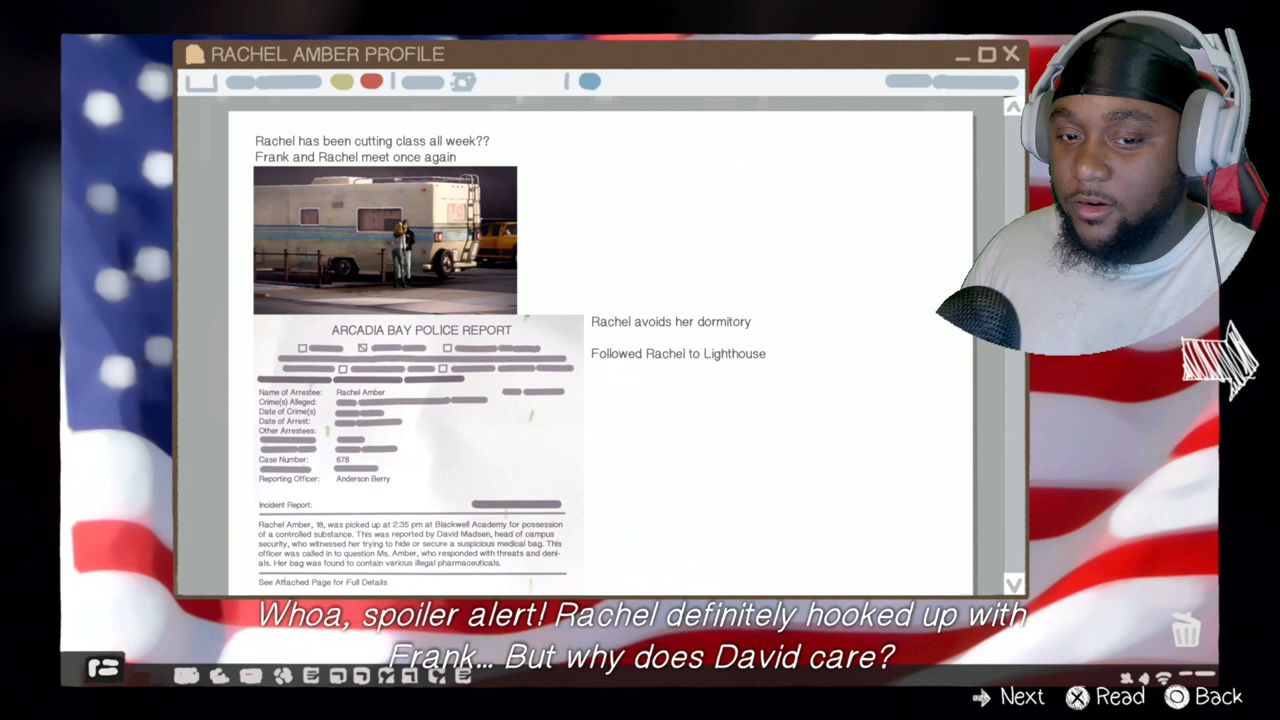 RACHEL AMBER PROFILE
Rachel has been cutting class all week??
Frank and Rachel meet once again
Rachel avoids her dormitory
Followed Rachel to Lighthouse
ARCADIA BAY POLICE REPORT
Name of Arrestee: Rachel Amber
Crime(s) Alleged:
Date of Crime(s)
Date of Arrest:
Other Arrestees:
Case Number: 678
Reporting Officer: Anderson Berry
Incident Report:
Rachel Amber, 18, was picked up at 2:35 pm at Blackwell Academy for possession
of a controlled substance. This was reported by David Madsen, head of campus
security, who witnessed her trying to hide or secure a suspicious medical bag. This
officer was called in to question Ms. Amber, who responded with threats and deni-
als. Her bag was found to contain various illegal pharmaceuticals.
See Attached Page for Full Details
Whoa, spoiler alert! Rachel definitely hooked up with
Frank... But why does David care?
Next Read Back